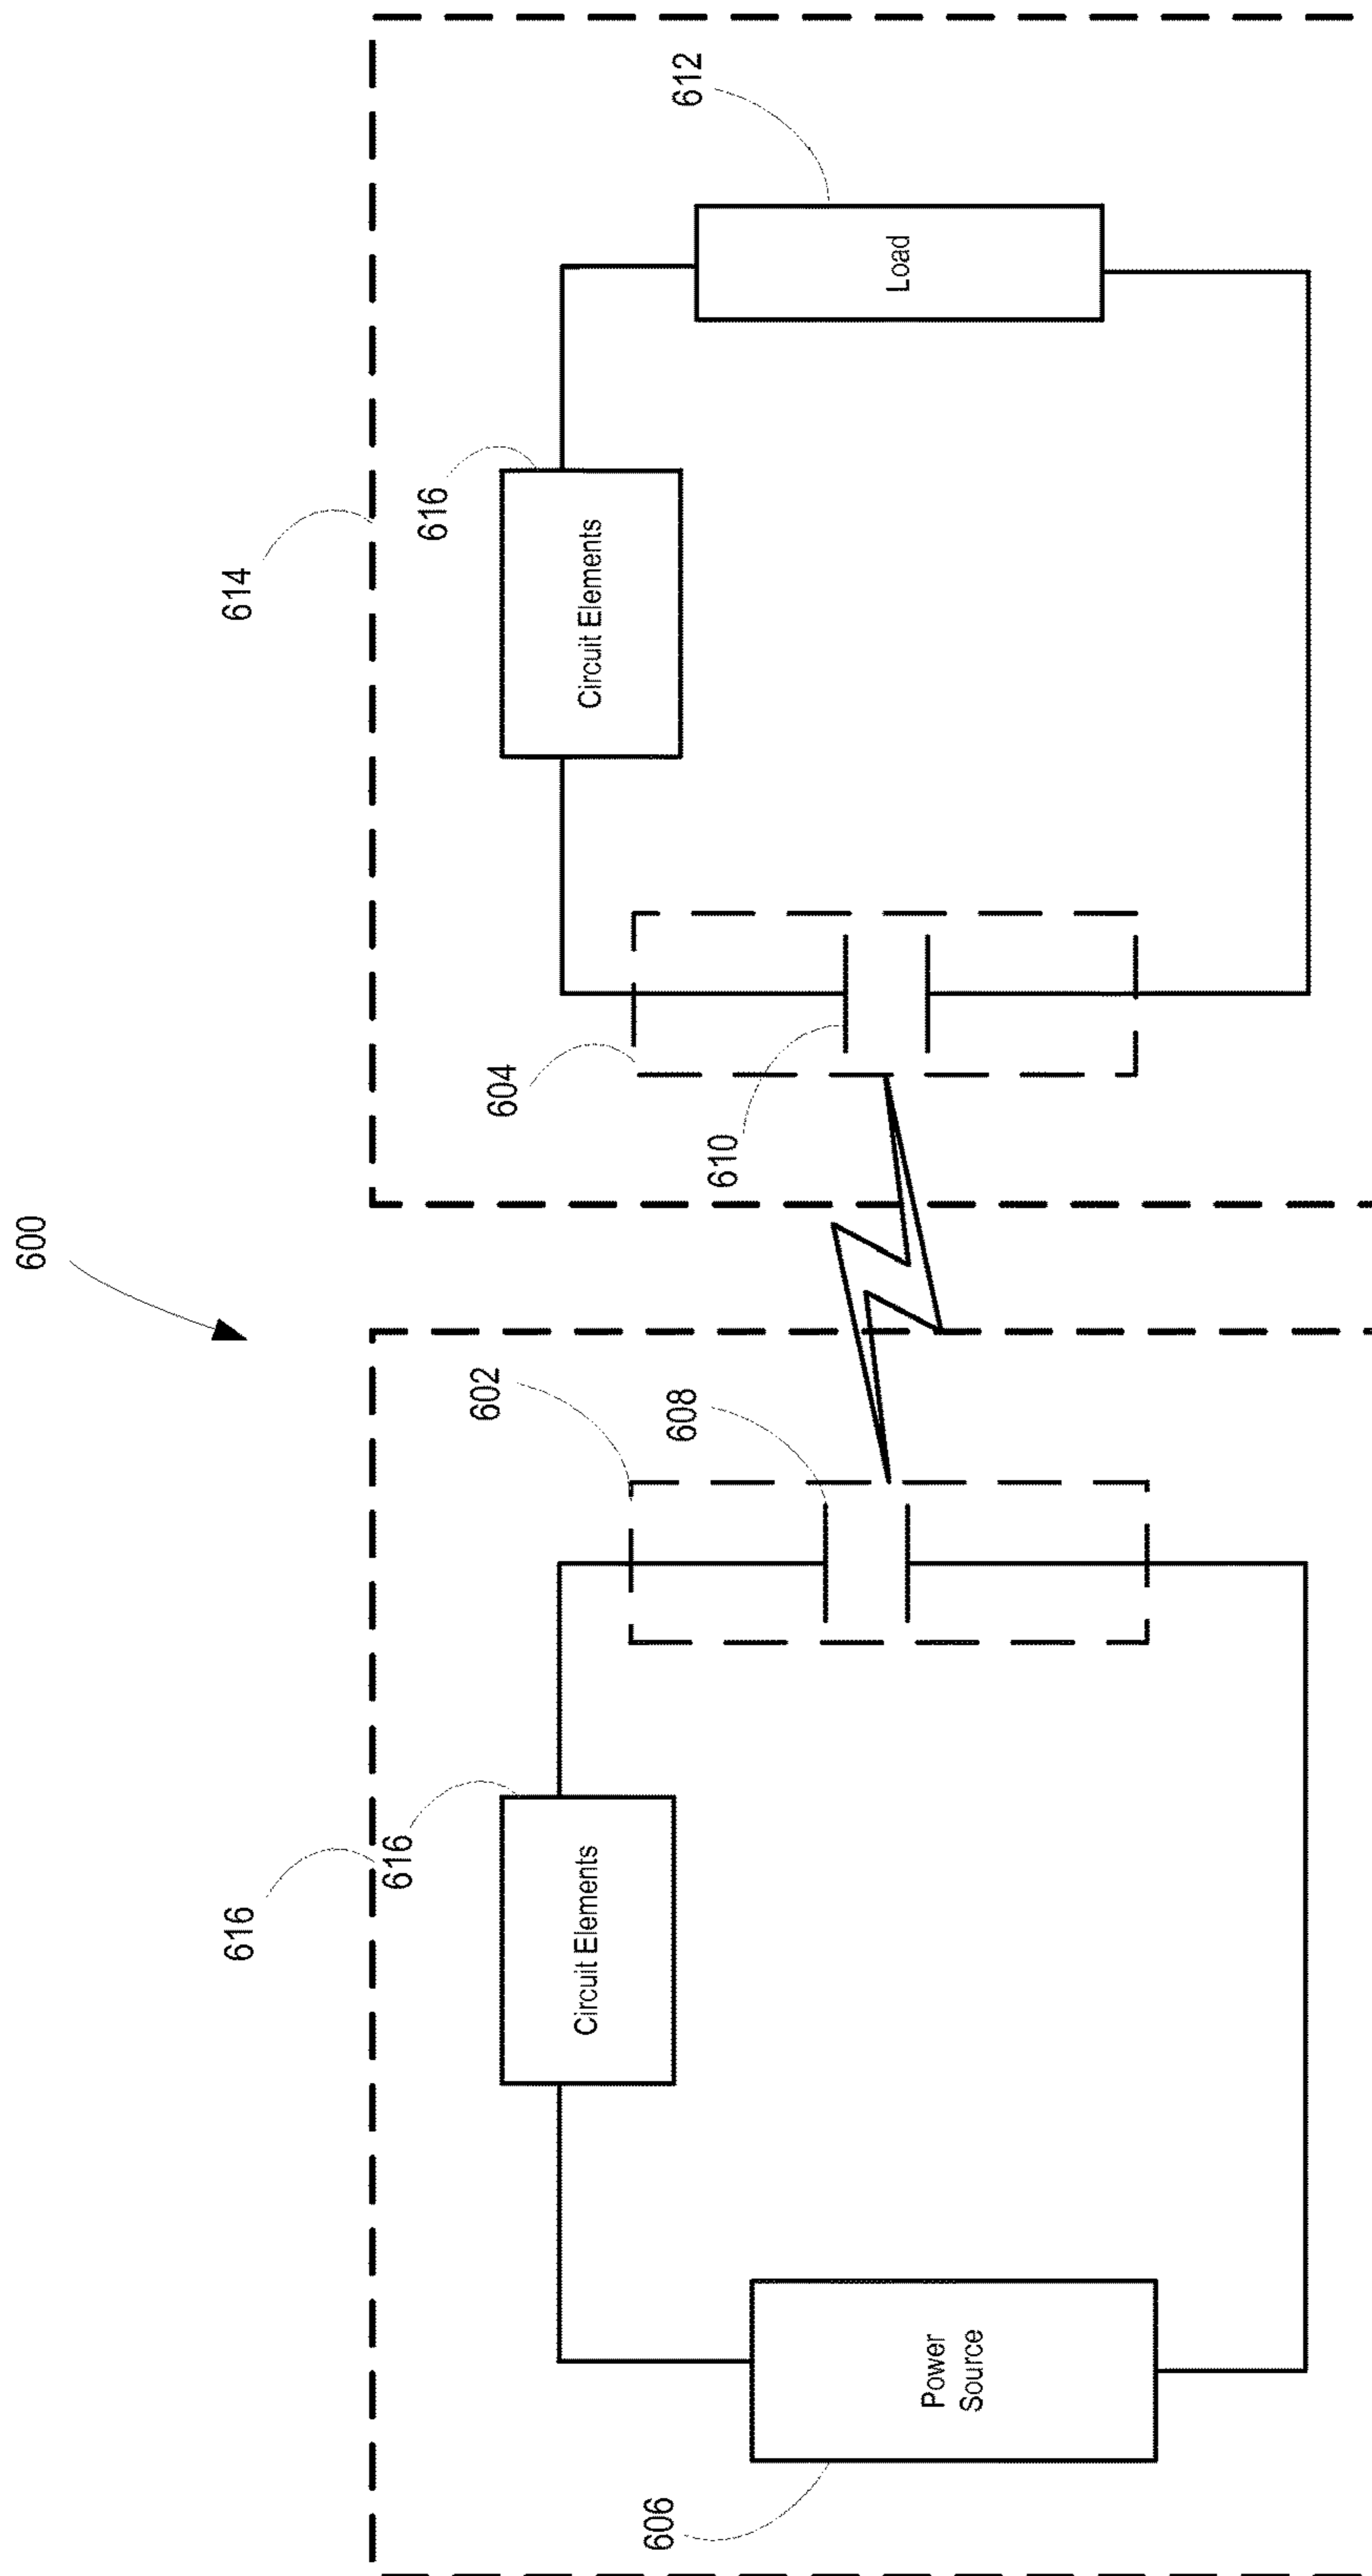 600
616
614
616
616
Circuit Elements
Circuit Elements
602
604
608
610
612
606
Power
Source
Load